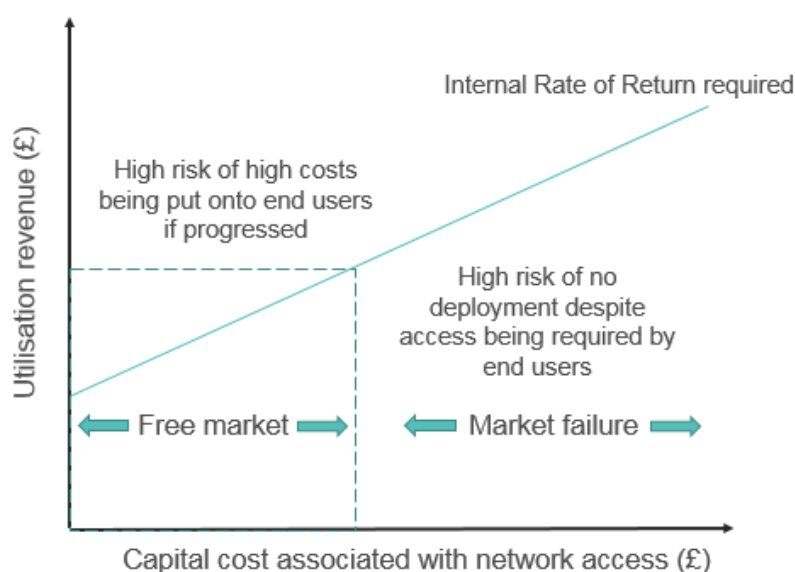 Internal Rate of Return required
High risk of high costs
being put onto end users
if progressed
High risk of no
deployment despite
access being required by
end users
Free market
Market failure
Utilisation revenue (£)
Capital cost associated with network access (£)